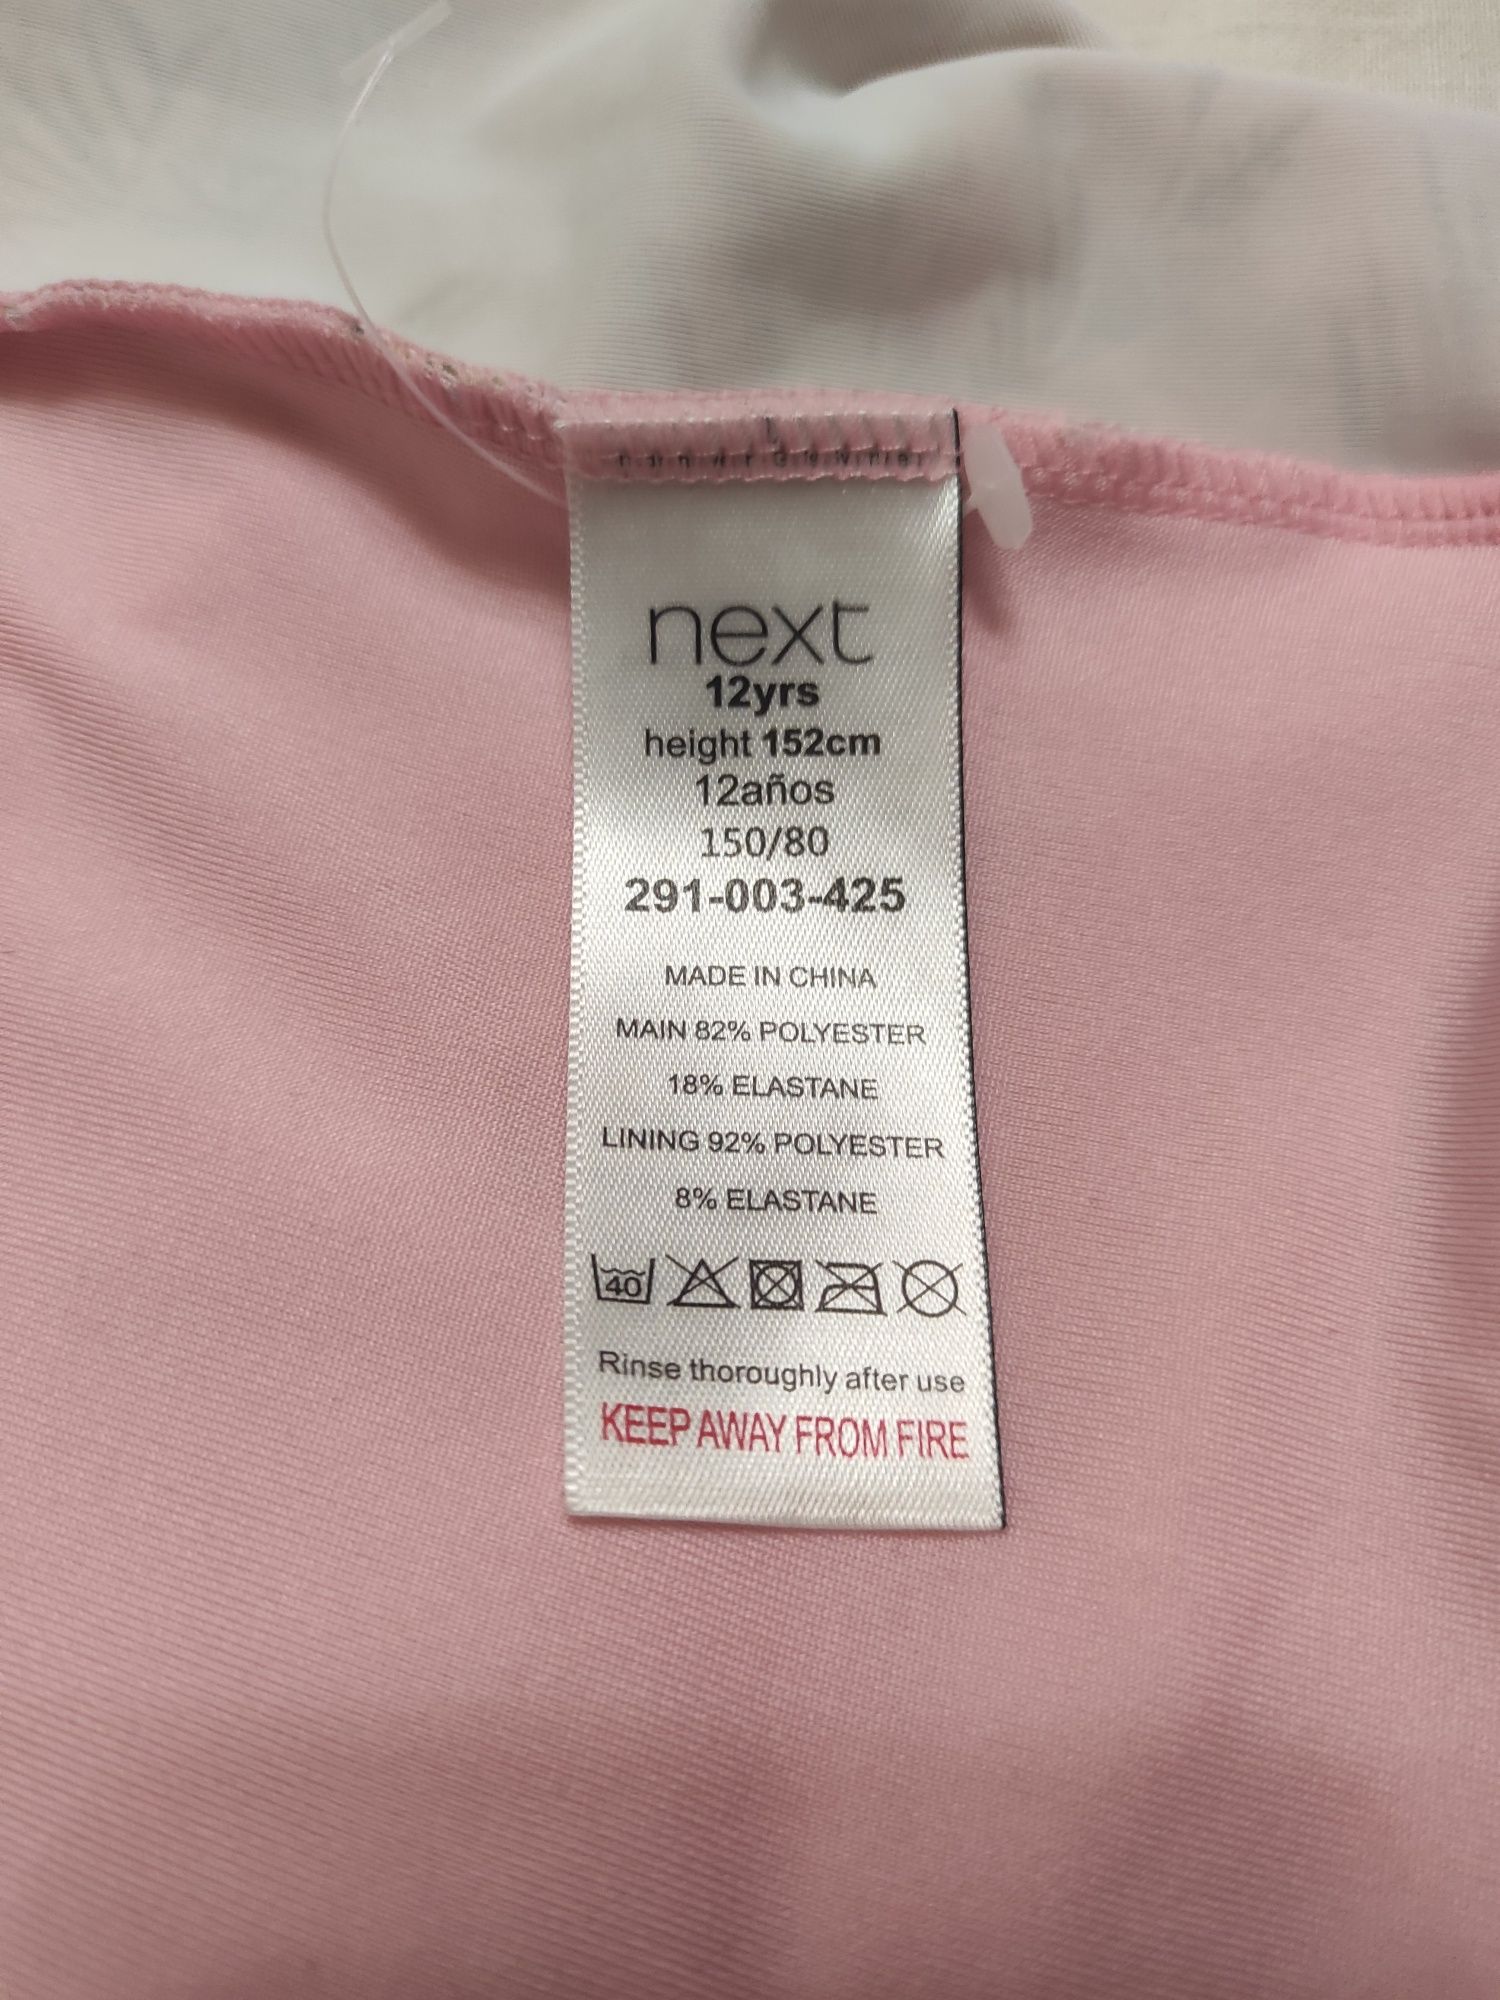 next
12yrs
height 152cm
12años
150/80
291-003-425
MADE IN CHINA
MAIN 82% POLYESTER
18% ELASTANE
LINING 92% POLYESTER
8% ELASTANE
40
Rinse thoroughly after use
KEEP AWAY FROM FIRE